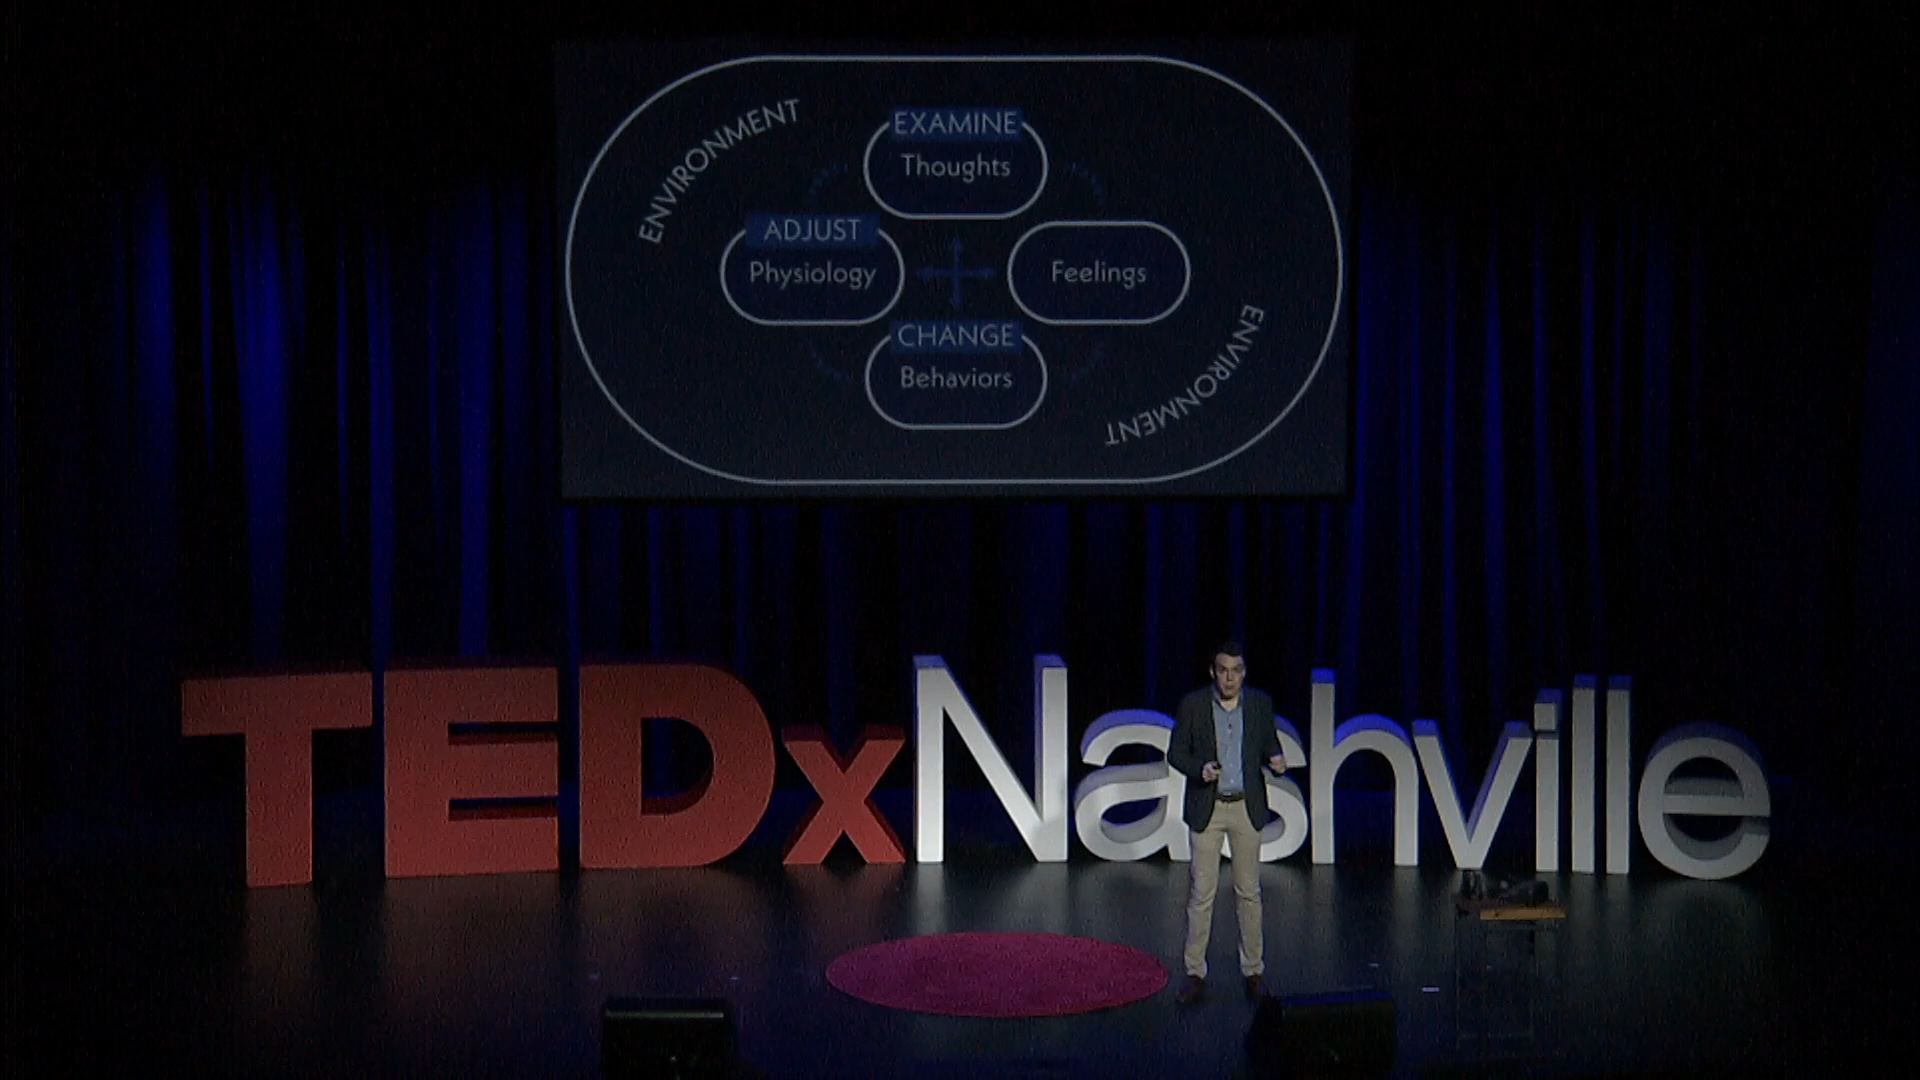 ENVIRONMENT
EXAMINE
Thoughts
ADJUST
Physiology
Feelings
CHANGE
Behaviors
ENVIRONMENT
TEDxNashville